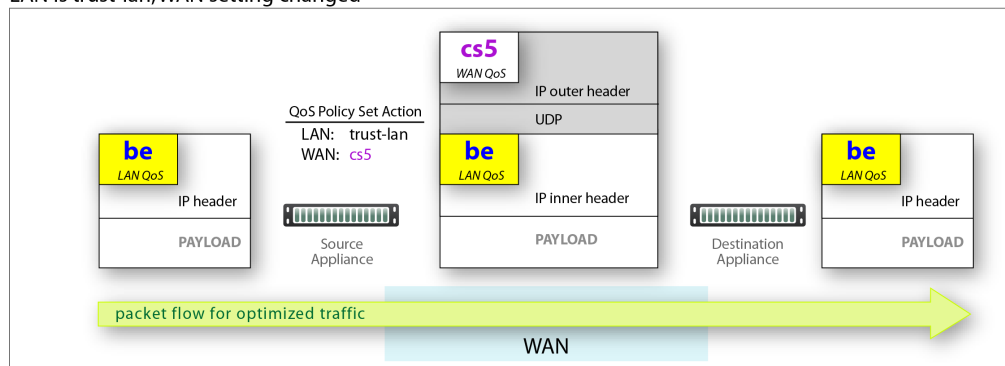 LAN is trust-lan, WAN setting changed
cs5
WAN QoS
IP outer header
UDP
QoS Policy Set Action
LAN: trust-lan
WAN: cs5
be
LAN QoS
IP header
PAYLOAD
Source
Appliance
be
LAN QoS
IP inner header
PAYLOAD
Destination
Appliance
be
LAN QoS
IP header
PAYLOAD
packet flow for optimized traffic
WAN